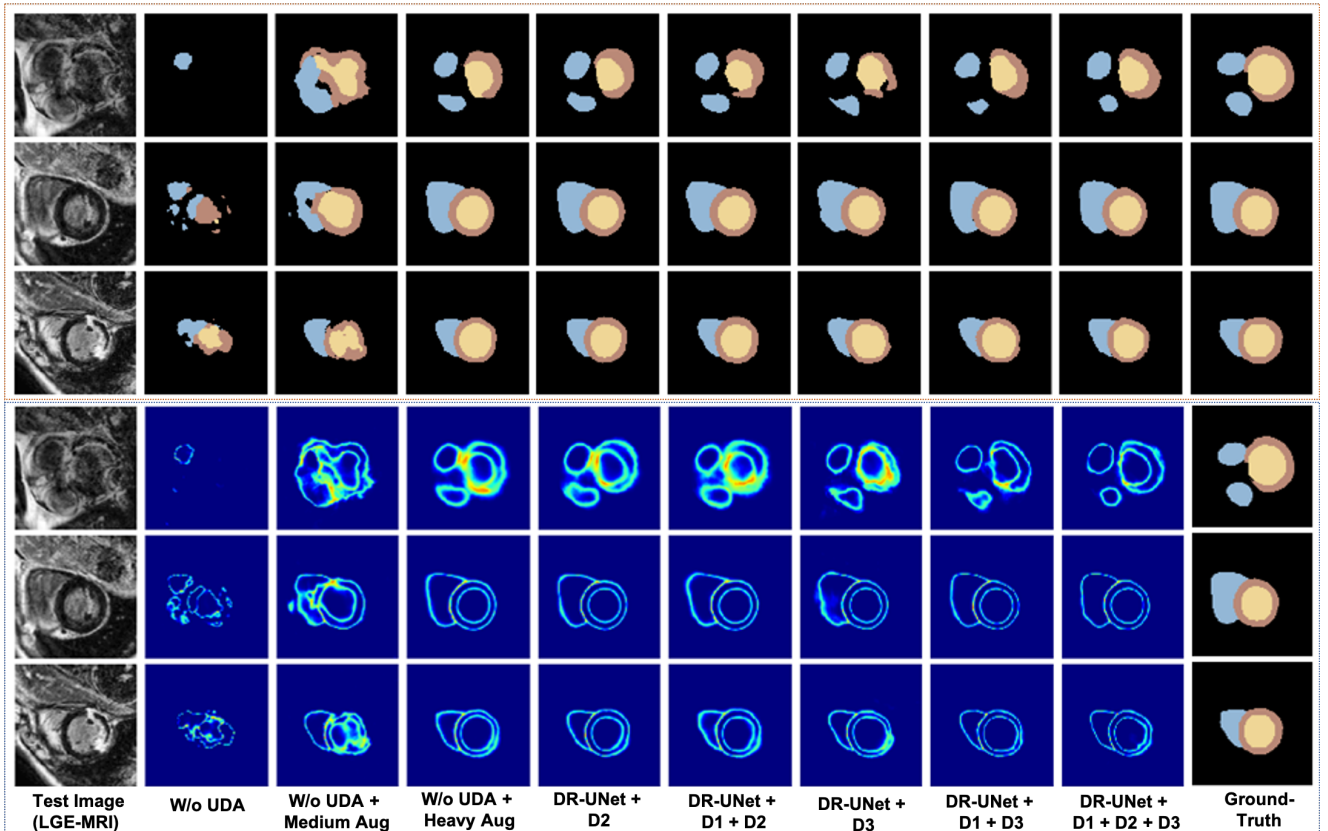 Test Image
(LGE-MRI)
W/o UDA
W/o UDA +
Medium Aug
W/o UDA +
Heavy Aug
DR-UNet +
D2
DR-UNet +
D1 + D2
DR-UNet +
D3
DR-UNet +
D1 + D3
DR-UNet +
D1 + D2 + D3
Ground-
Truth